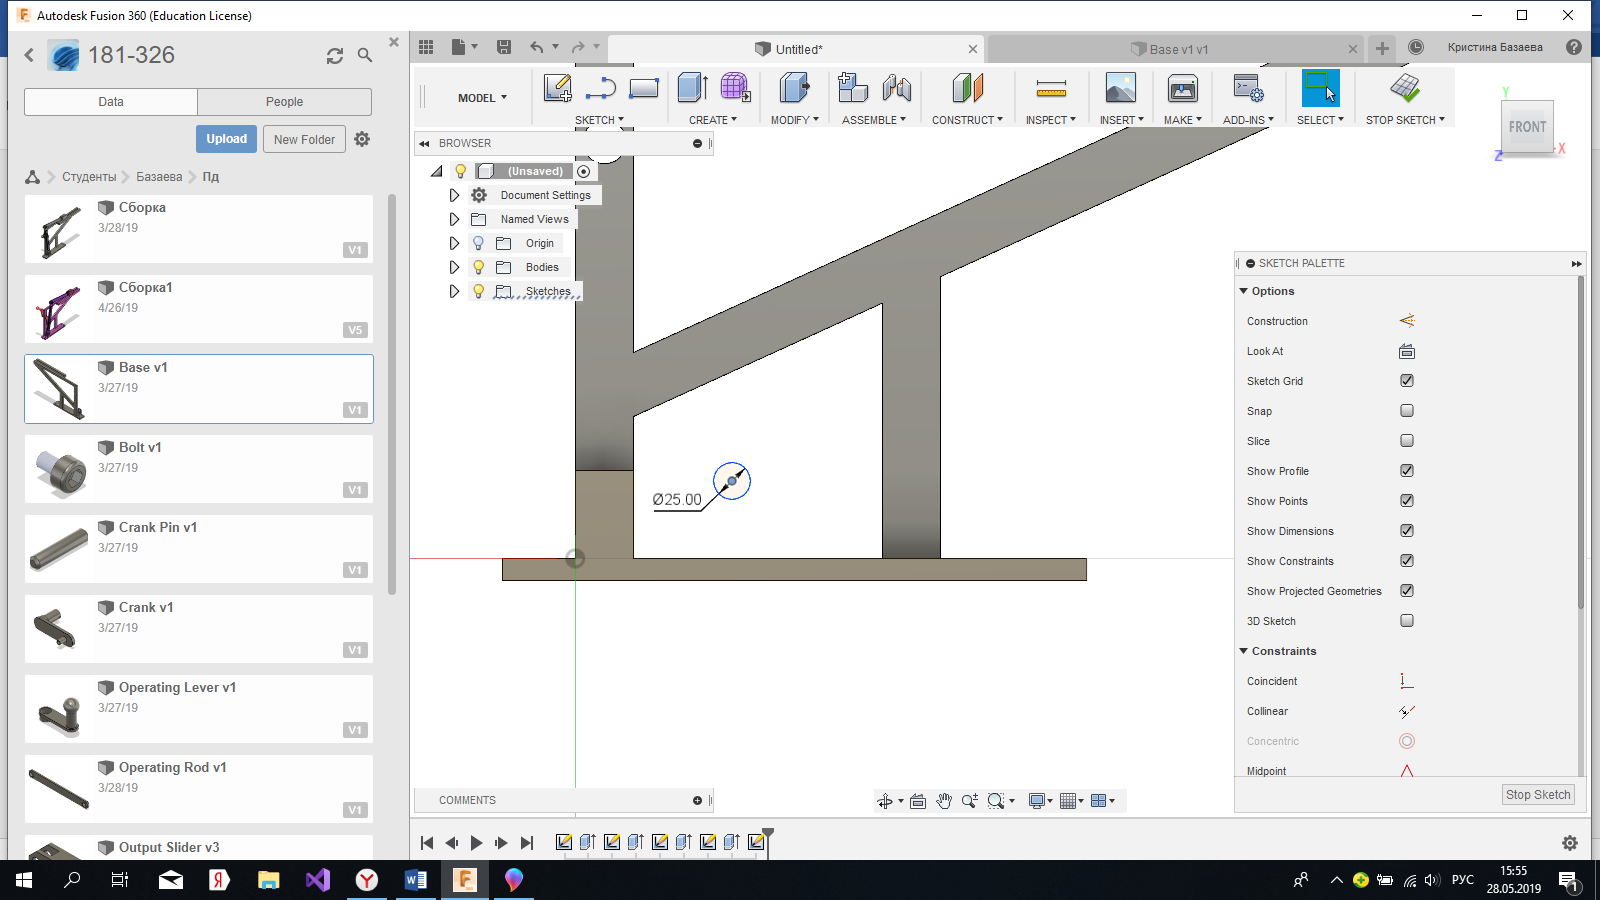 Autodesk Fusion 360 (Education License)
181-326
Data
People
Upload
New Folder
Студенты
Базаева
Пд
Сборка
3/28/19
V1
Сборка1
4/26/19
V5
Base v1
3/27/19
V1
Bolt v1
3/27/19
V1
Crank Pin v1
3/27/19
V1
Crank v1
3/27/19
V1
Operating Lever v1
3/27/19
V1
Operating Rod v1
3/28/19
V1
Output Slider v3
Untitled*
Base v1 v1
Кристина Базаева
MODEL
SKETCH
CREATE
MODIFY
ASSEMBLE
CONSTRUCT
INSPECT
INSERT
MAKE
ADD-INS
SELECT
STOP SKETCH
Y
FRONT
Z
X
BROWSER
(Unsaved)
Document Settings
Named Views
Origin
Bodies
Sketches
Ø25.00
SKETCH PALETTE
Options
Construction
Look At
Sketch Grid
Snap
Slice
Show Profile
Show Points
Show Dimensions
Show Constraints
Show Projected Geometries
3D Sketch
Constraints
Coincident
Collinear
Concentric
Midpoint
Stop Sketch
COMMENTS
РУС
15:55
28.05.2019
1